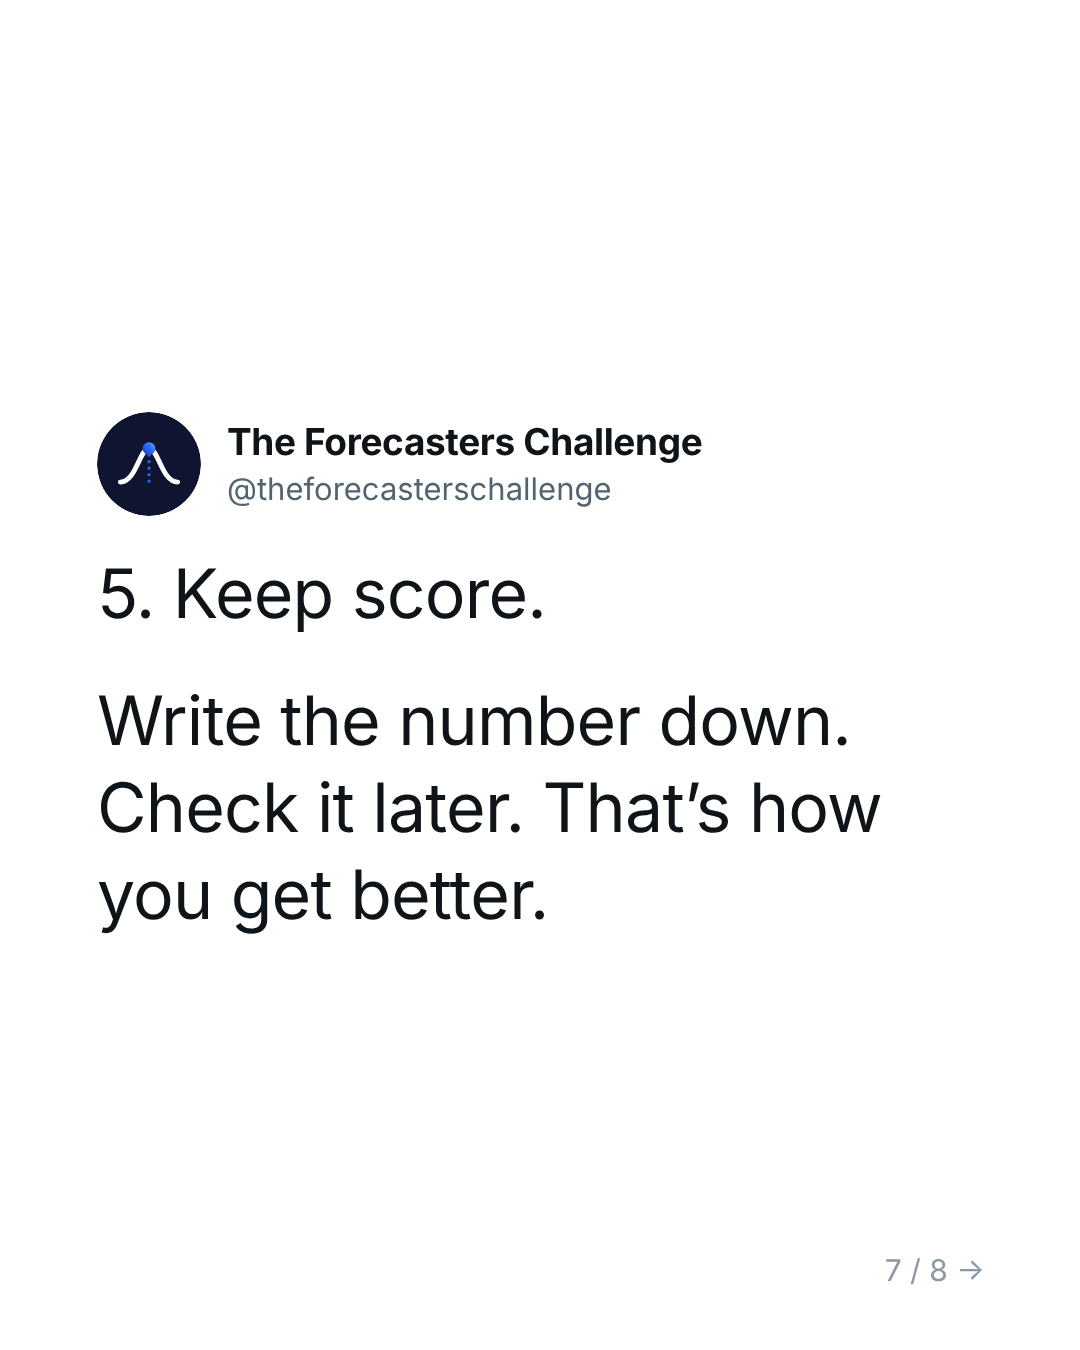 The Forecasters Challenge
@theforecasterschallenge
5. Keep score.
Write the number down.
Check it later. That’s how
you get better.
7 / 8 →